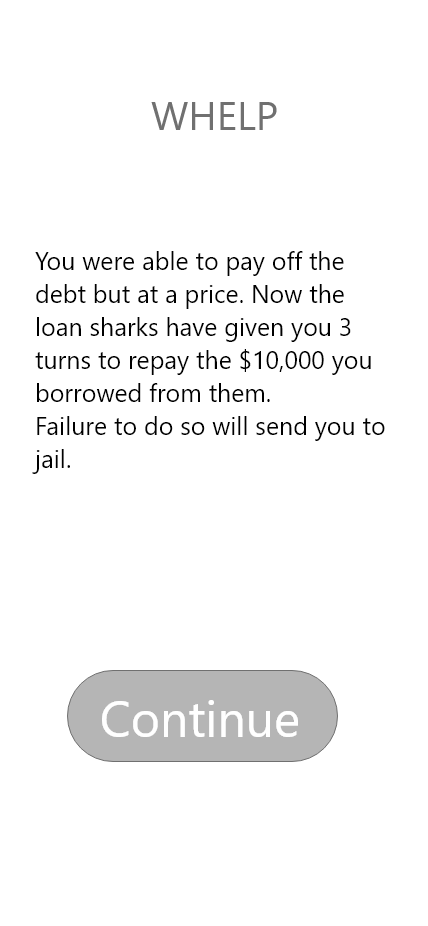 WHELP
You were able to pay off the
debt but at a price. Now the
loan sharks have given you 3
turns to repay the $10,000 you
borrowed from them.
Failure to do so will send you to
jail.
Continue